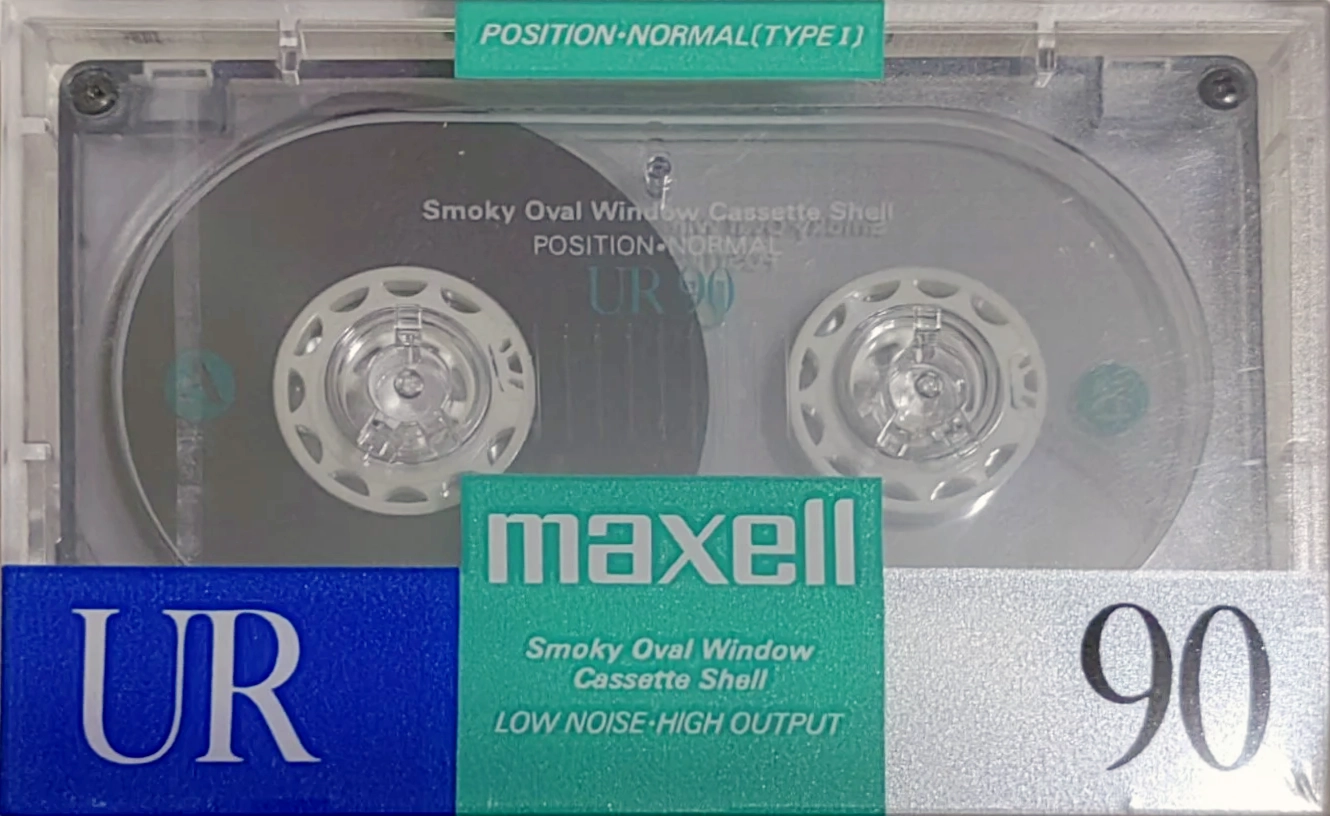 POSITION•NORMAL(TYPE I)
Smoky Oval Window Cassette Shell
POSITION•NORMAL
UR 90
A
maxell
UR
Smoky Oval Window
Cassette Shell
LOW NOISE•HIGH OUTPUT
90